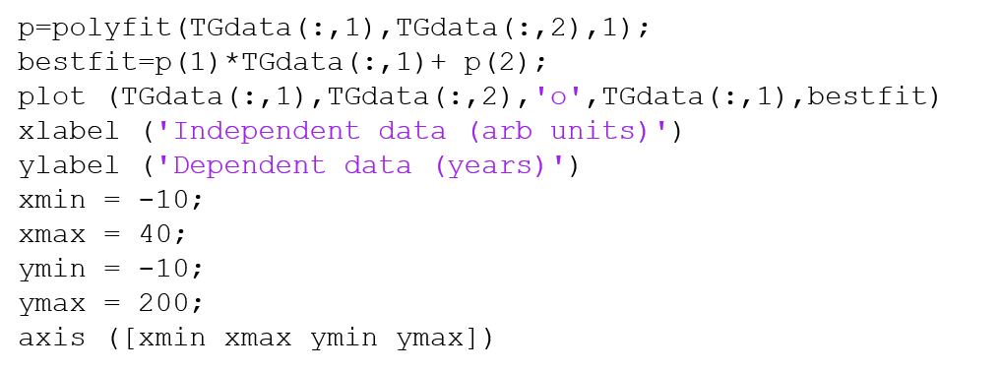 p=polyfit(TGdata(:,1),TGdata(:,2),1);
bestfit=p(1)*TGdata(:,1)+ p(2);
plot (TGdata(:,1),TGdata(:,2),'o',TGdata(:,1),bestfit)
xlabel ('Independent data (arb units)')
ylabel ('Dependent data (years)')
xmin = -10;
xmax = 40;
ymin = -10;
ymax = 200;
axis ([xmin xmax ymin ymax])